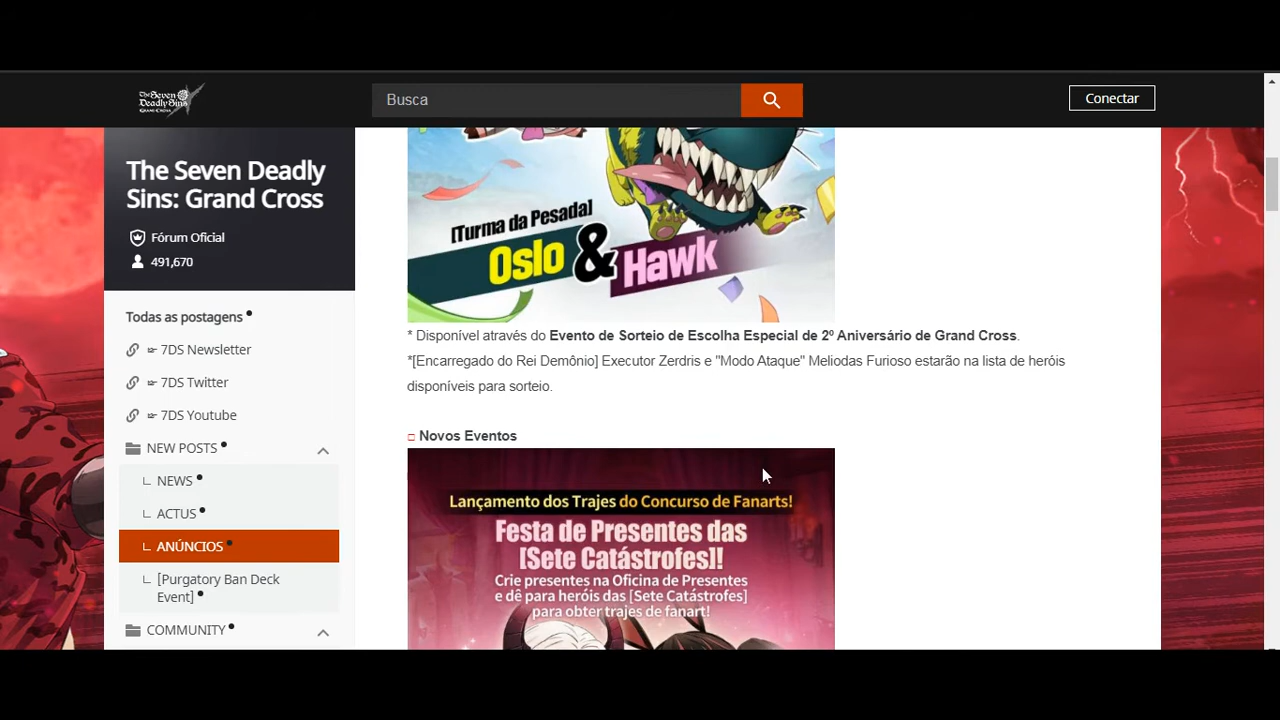 The Seven
Deadly Sins
GRAND CROSS
Busca
Conectar
The Seven Deadly
Sins: Grand Cross
Fórum Oficial
491,670
Todas as postagens
☞ 7DS Newsletter
☞ 7DS Twitter
☞ 7DS Youtube
NEW POSTS
NEWS
ACTUS
ANÚNCIOS
[Purgatory Ban Deck
Event]
COMMUNITY
[Turma da Pesada]
Oslo & Hawk
* Disponível através do Evento de Sorteio de Escolha Especial de 2º Aniversário de Grand Cross.
*[Encarregado do Rei Demônio] Executor Zerdris e "Modo Ataque" Meliodas Furioso estarão na lista de heróis
disponíveis para sorteio.
□ Novos Eventos
Lançamento dos Trajes do Concurso de Fanarts!
Festa de Presentes das
[Sete Catástrofes]!
Crie presentes na Oficina de Presentes
e dê para heróis das [Sete Catástrofes]
para obter trajes de fanart!